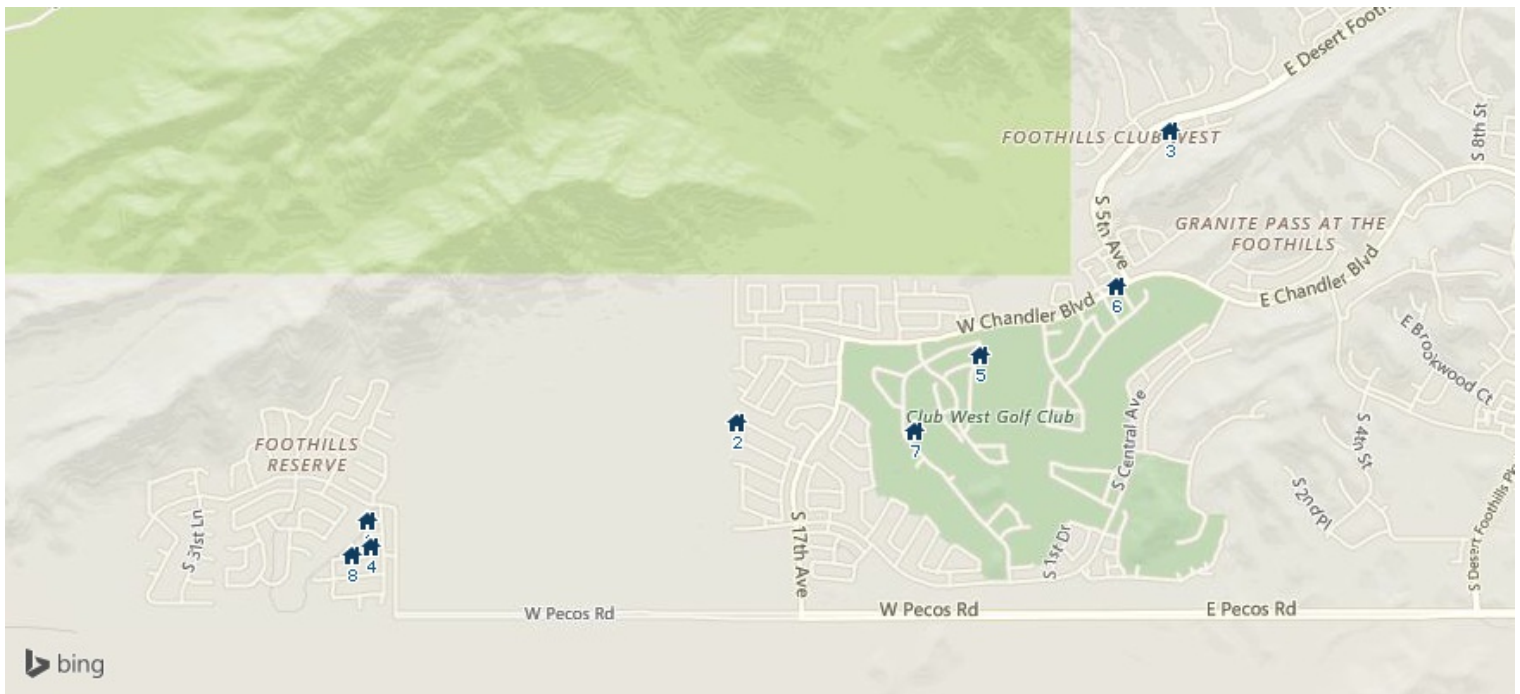 E Desert Footh
FOOTHILLS CLUB WEST
3
S 8th St
S 5th Ave
GRANITE PASS AT THE
FOOTHILLS
6
E Chandler Blvd
W Chandler Blvd
E Brookwood Ct
5
2
Club West Golf Club
7
FOOTHILLS
RESERVE
S Central Ave
S 4th St
S 31st Ln
S 2nd Pl
S 17th Ave
S 1st Dr
S Desert Foothills Pk
8
4
W Pecos Rd
W Pecos Rd
E Pecos Rd
bing